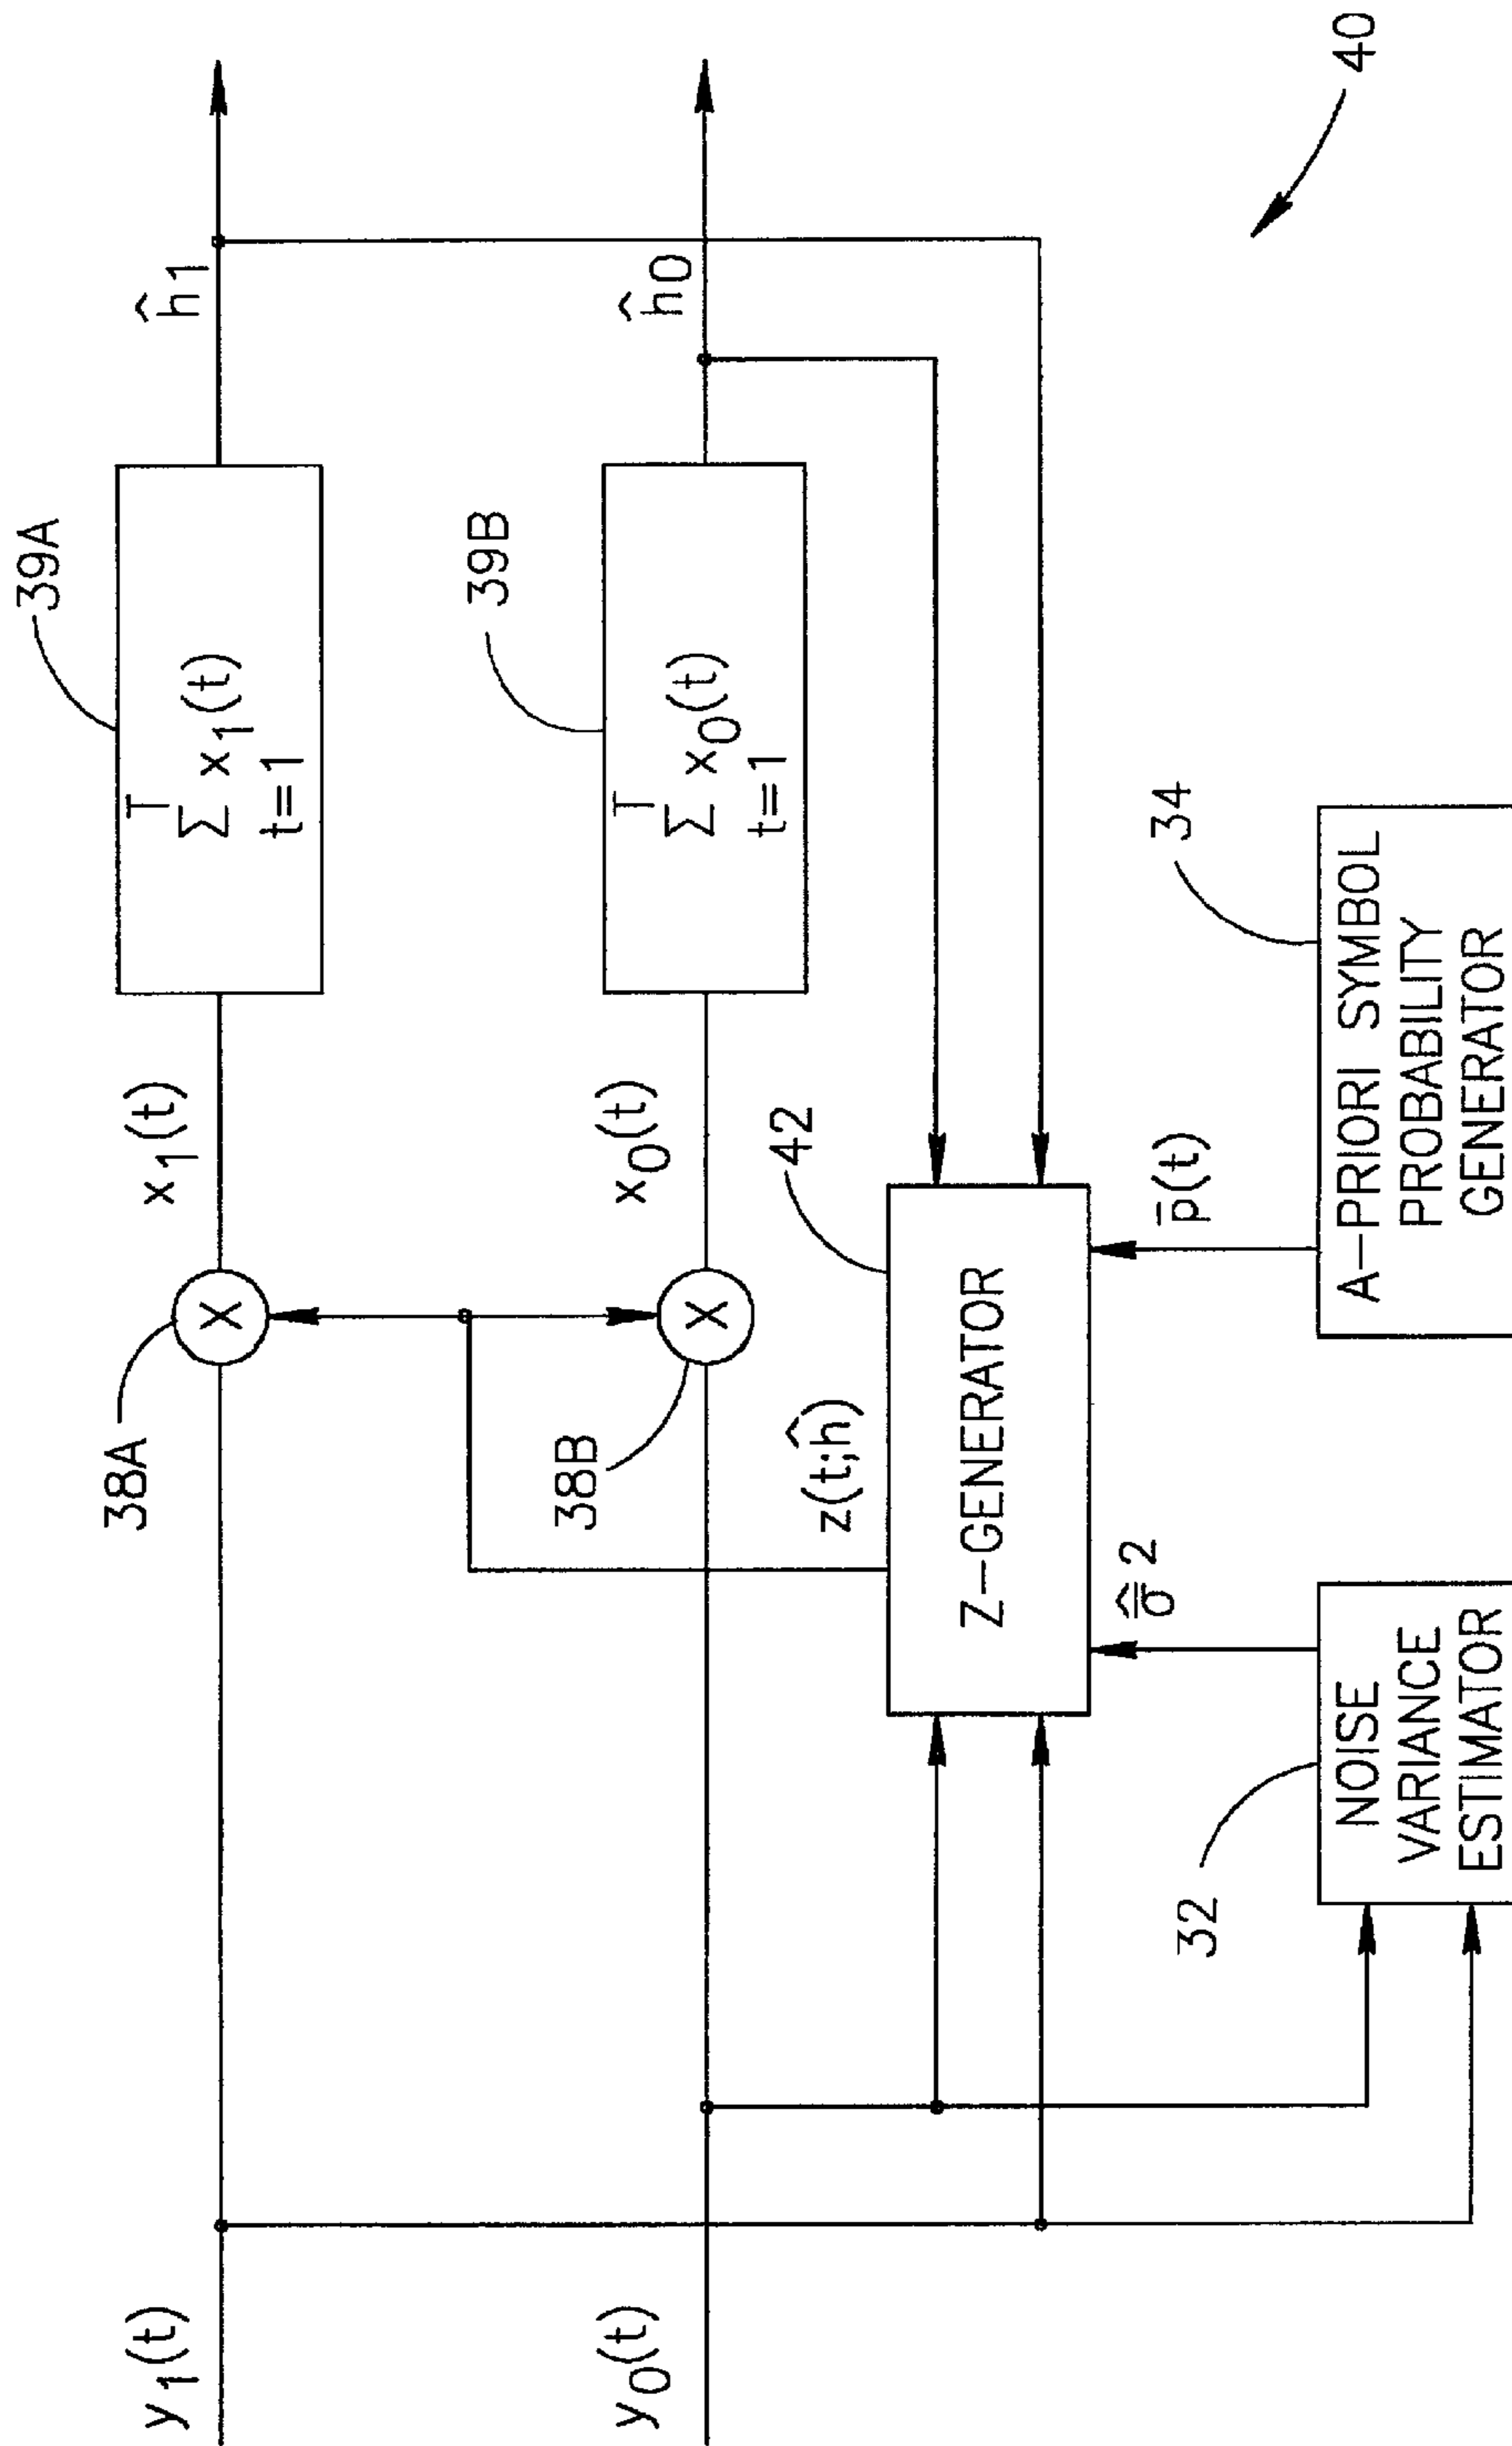 y1(t)
38A
X
x1(t)
39A
T
Σ x1(t)
t=1
ĥ1
y0(t)
38B
X
x0(t)
39B
T
Σ x0(t)
t=1
ĥ0
z(t;ĥ)
42
Z-GENERATOR
p̄(t)
32
34
NOISE
VARIANCE
ESTIMATOR
A-PRIORI SYMBOL
PROBABILITY
GENERATOR
40